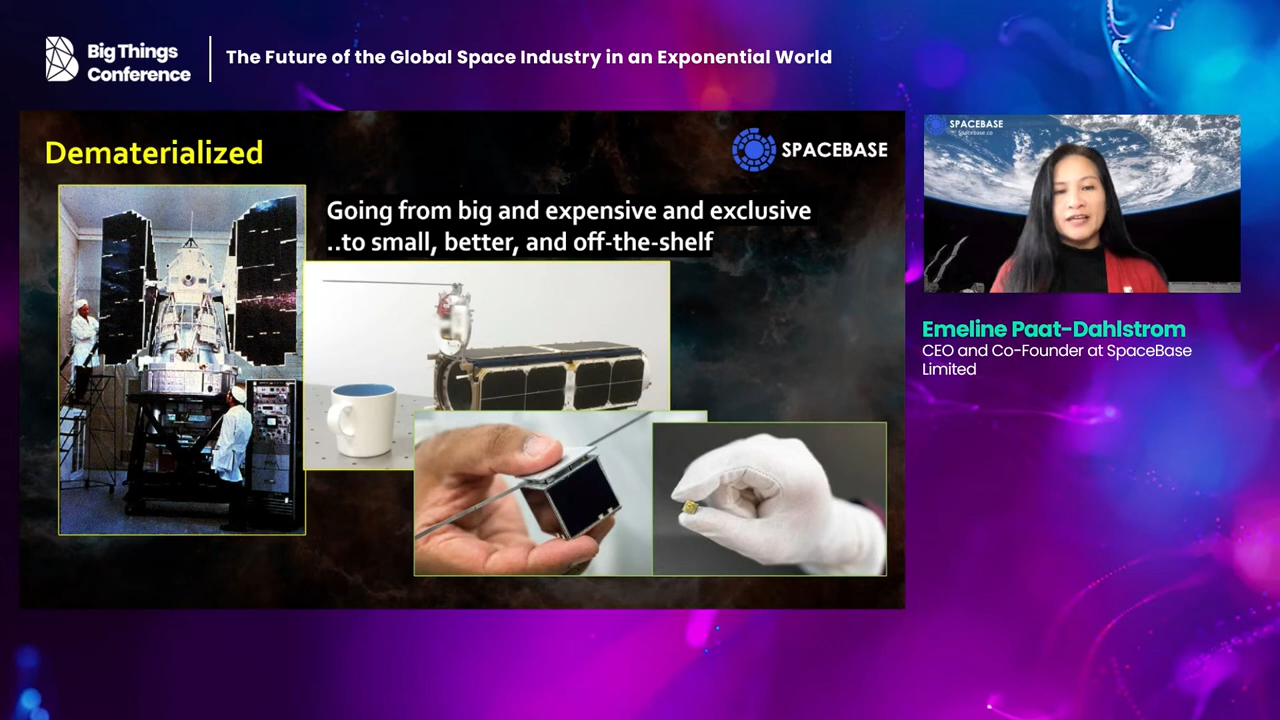 Big Things
Conference
The Future of the Global Space Industry in an Exponential World
Dematerialized
SPACEBASE
Going from big and expensive and exclusive
..to small, better, and off-the-shelf
SPACEBASE
Spacebase.co
Emeline Paat-Dahlstrom
CEO and Co-Founder at SpaceBase
Limited